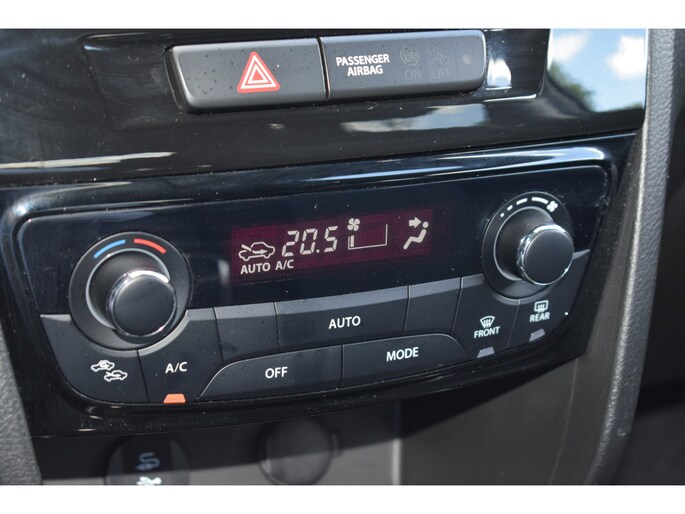 PASSENGER
AIRBAG
ON
OFF
20.5
AUTO A/C
AUTO
FRONT
REAR
A/C
OFF
MODE